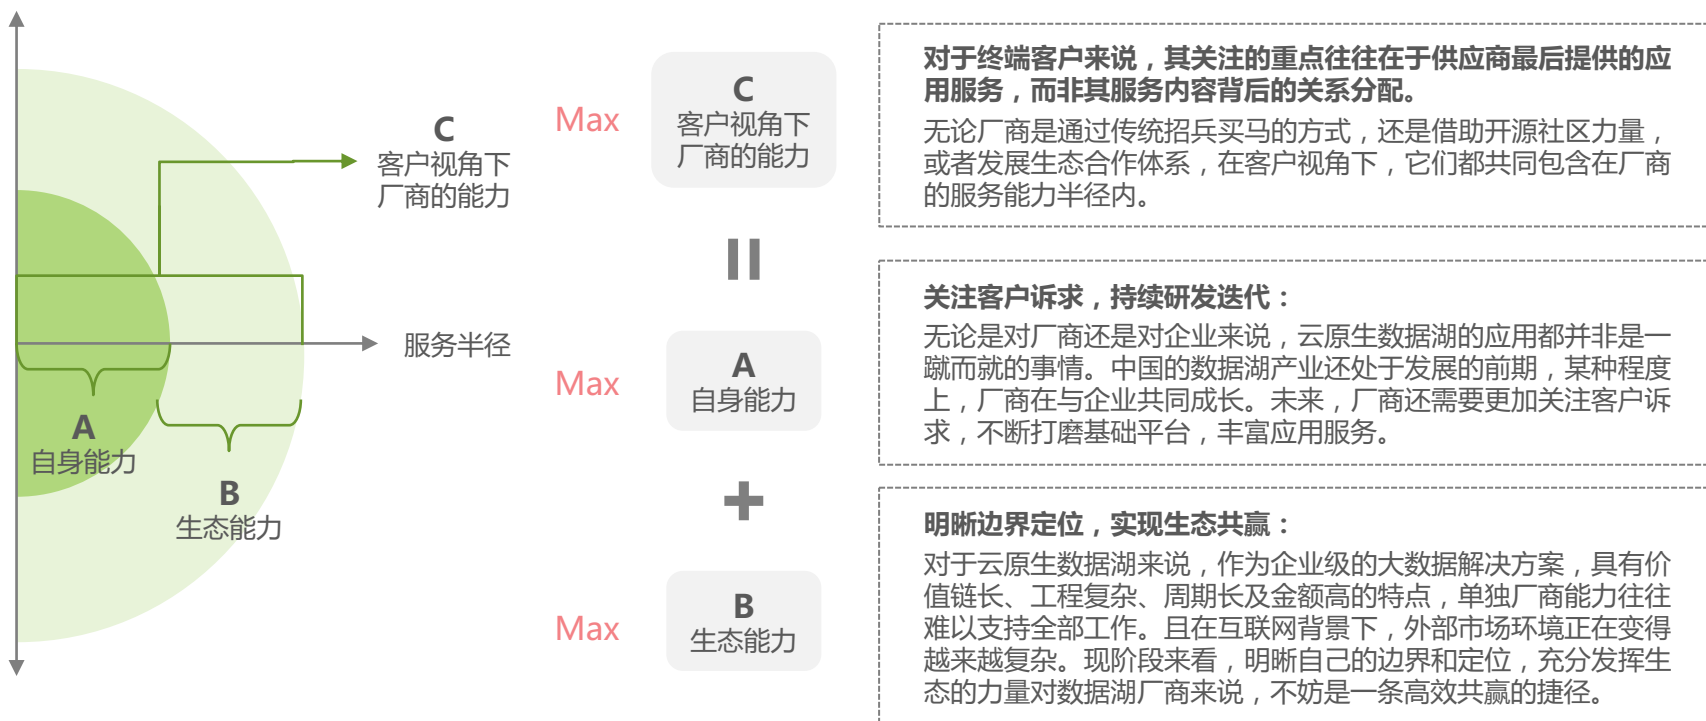 C
客户视角下
厂商的能力
服务半径
A
自身能力
B
生态能力
Max
C
客户视角下
厂商的能力
Max
A
自身能力
+
Max
B
生态能力
对于终端客户来说，其关注的重点往往在于供应商最后提供的应
用服务，而非其服务内容背后的关系分配。
无论厂商是通过传统招兵买马的方式，还是借助开源社区力量，
或者发展生态合作体系，在客户视角下，它们都共同包含在厂商
的服务能力半径内。
关注客户诉求，持续研发迭代：
无论是对厂商还是对企业来说，云原生数据湖的应用都并非是一
蹴而就的事情。中国的数据湖产业还处于发展的前期，某种程度
上，厂商在与企业共同成长。未来，厂商还需要更加关注客户诉
求，不断打磨基础平台，丰富应用服务。
明晰边界定位，实现生态共赢：
对于云原生数据湖来说，作为企业级的大数据解决方案，具有价
值链长、工程复杂、周期长及金额高的特点，单独厂商能力往往
难以支持全部工作。且在互联网背景下，外部市场环境正在变得
越来越复杂。现阶段来看，明晰自己的边界和定位，充分发挥生
态的力量对数据湖厂商来说，不妨是一条高效共赢的捷径。